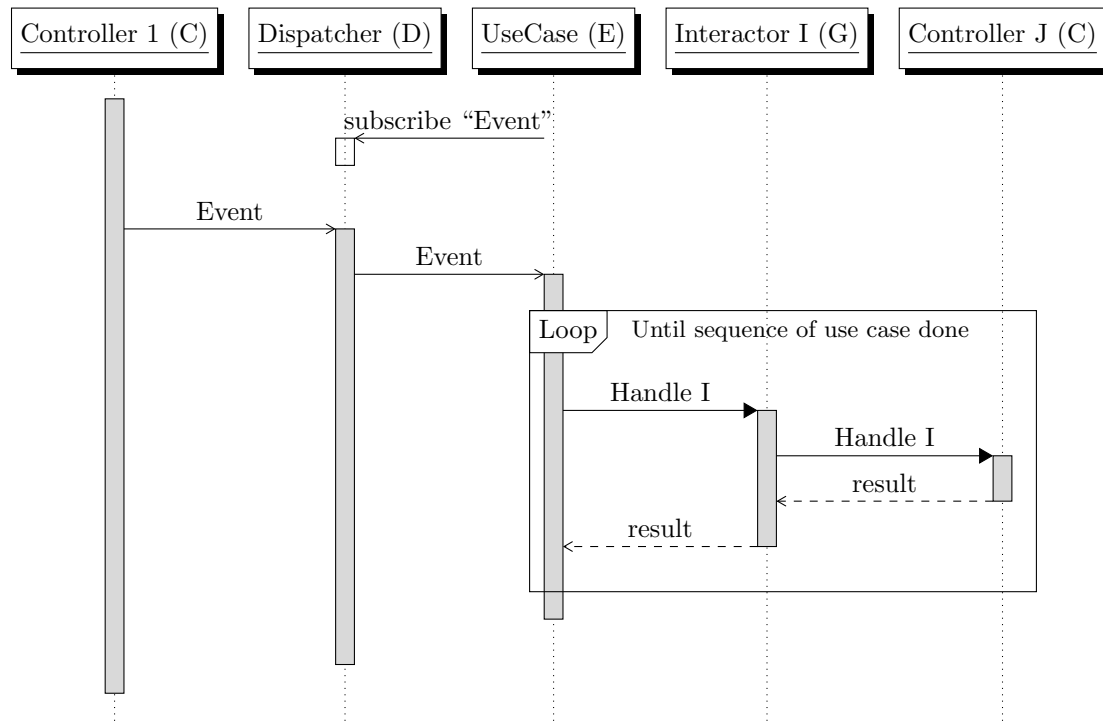 Controller 1 (C)
Dispatcher (D)
UseCase (E)
Interactor I (G)
Controller J (C)
subscribe “Event”
Event
Event
Loop
Until sequence of use case done
Handle I
Handle I
result
result